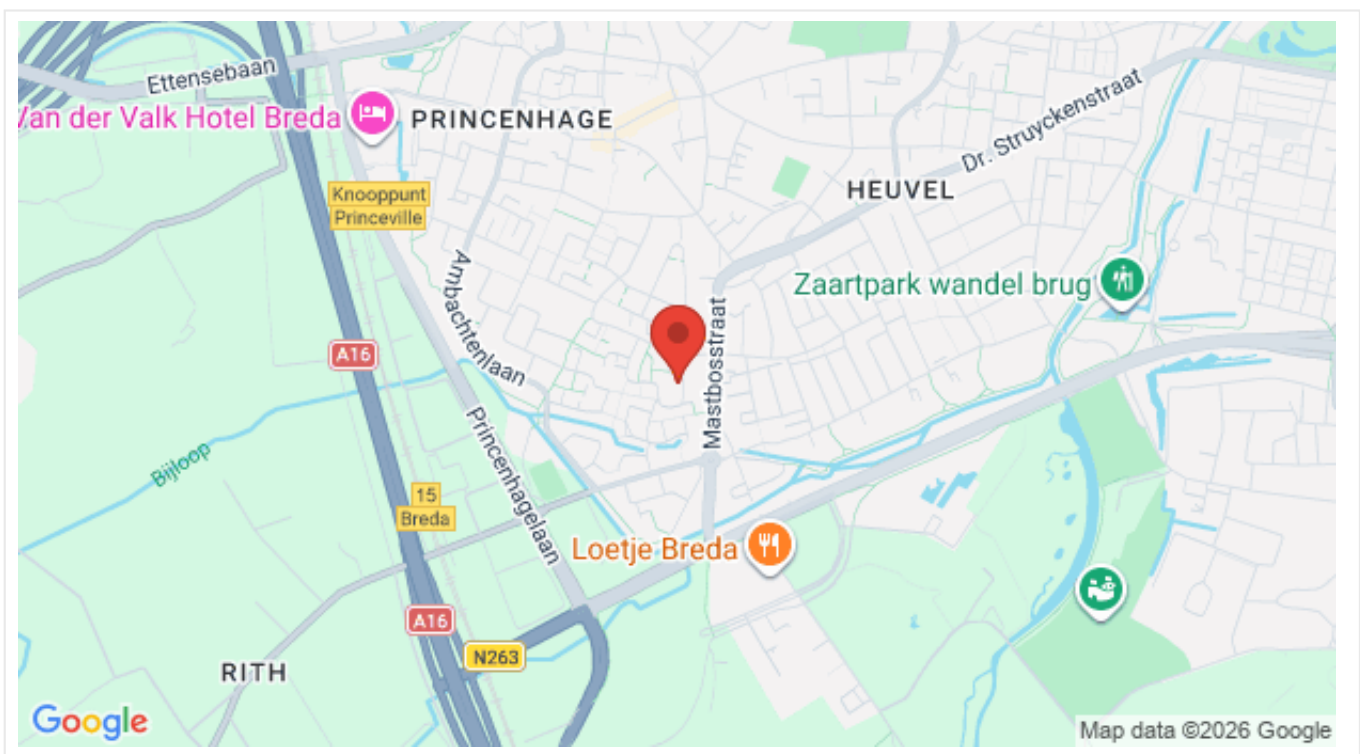 Ettensebaan
Van der Valk Hotel Breda
PRINCENHAGE
Dr. Struyckenstraat
HEUVEL
Knooppunt
Princeville
Ambachtenlaan
Zaartpark wandel brug
Mastbosstraat
A16
Princenhagelaan
Bijloop
15
Breda
Loetje Breda
A16
N263
RITH
Google
Map data ©2026 Google